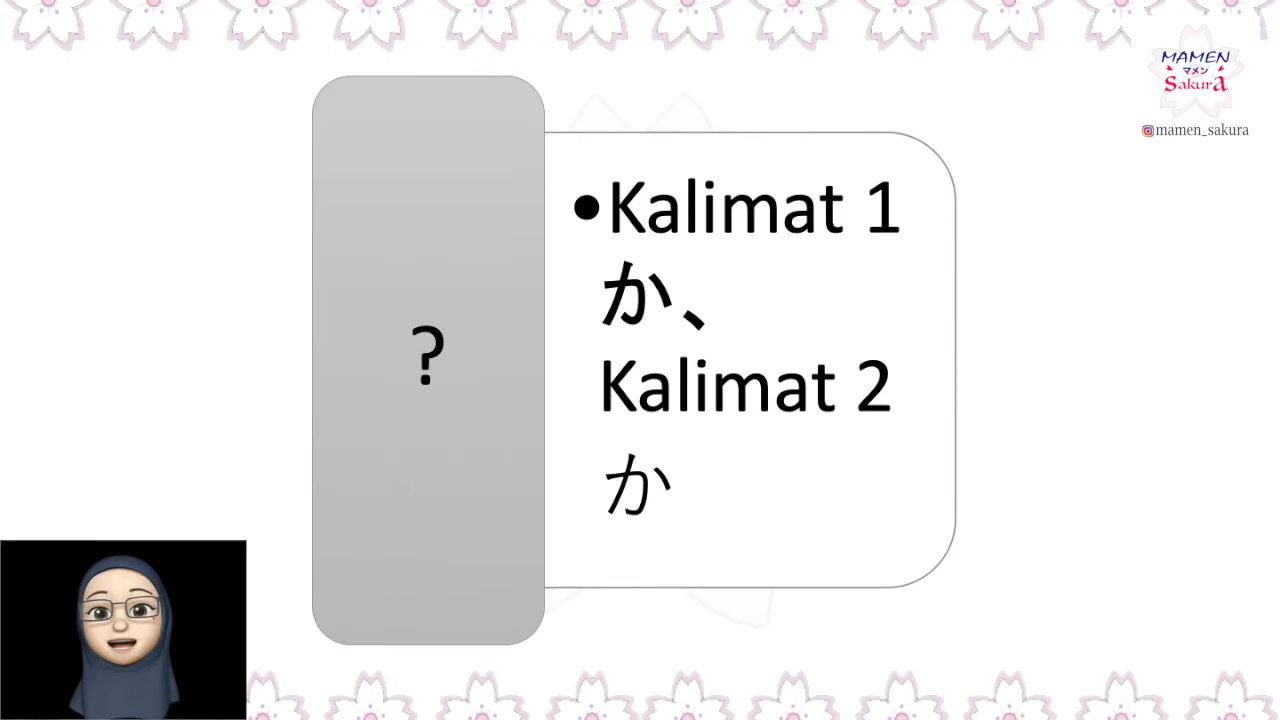 MAMEN
マメン
Sakura
mamen_sakura
?
•Kalimat 1
か、
Kalimat 2
か